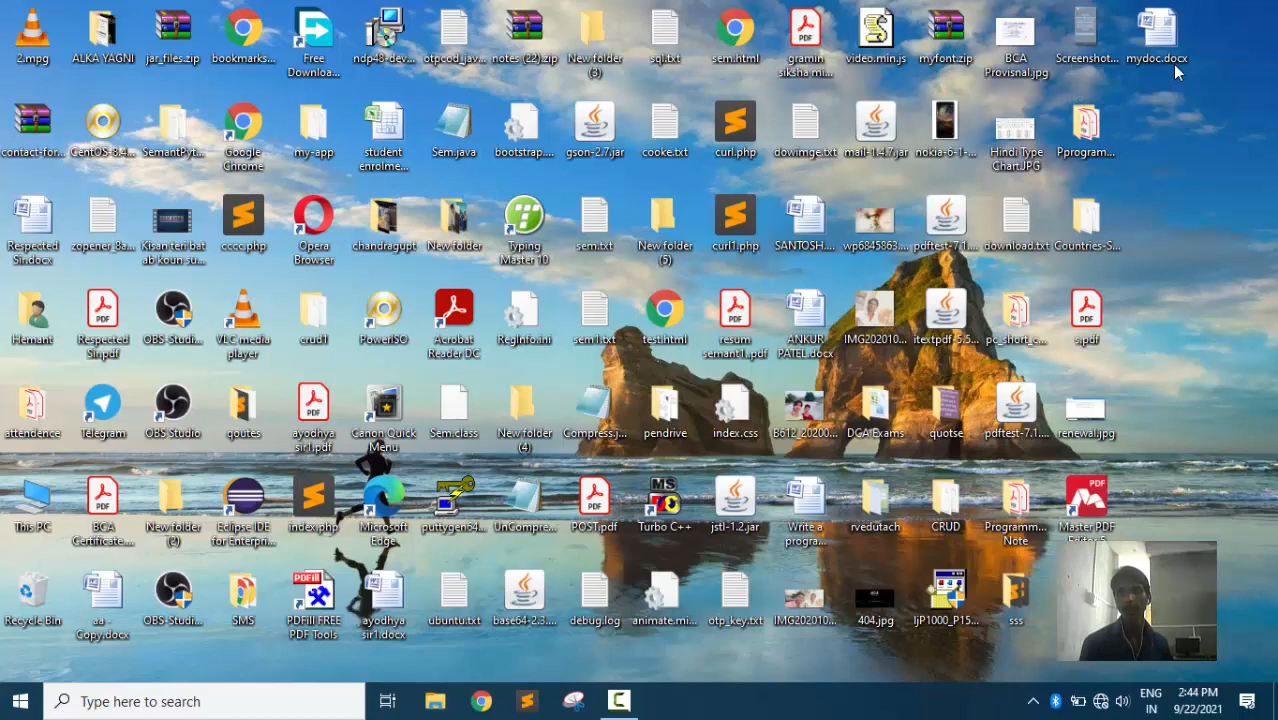 2.mpg
ALKA YAGNI
jar_files.zip
bookmarks...
Free
Downloa...
ndp48-dev...
otpcod_jav...
notes (22).zip
New folder
(3)
sql.txt
sem.html
gramin
siksha mi...
video.min.js
myfont.zip
BCA
Provisnal.jpg
Screenshot...
mydoc.docx
contact-for...
CentOS-8.4...
SemantPyt...
Google
Chrome
my-app
student
enrolme...
Sem.java
bootstrap....
gson-2.7.jar
cooke.txt
curl.php
dowimge.txt
mail-1.4.7.jar
nokia-6-1-...
Hindi Type
Chart.JPG
Pprogram...
Respected
Sir.docx
zopener_8a...
Kisan teri bat
ab koun su...
cccc.php
Opera
Browser
chandragupt
New folder
Typing
Master 10
sem.txt
New folder
(5)
curl1.php
SANTOSH....
wp6845863....
pdftest-7.1....
download.txt
Countries-S...
Hemant
Respected
Sir.pdf
OBS-Studi...
VLC media
player
crud1
PowerISO
Acrobat
Reader DC
RegInfo.ini
sem1.txt
test.html
resum
semant1..pdf
ANKUR
PATEL.docx
IMG202010...
itextpdf-5.5...
pc_short_c...
s.pdf
attendence
Telegram
OBS Studio
qoutes
ayodhya
sir1.pdf
Canon Quick
Menu
Sem.class
New folder
(4)
Compress.j...
pendrive
index.css
B612_20200...
DCA Exams
quotse
pdftest-7.1....
renewal.jpg
This PC
BCA
Certificate....
New folder
(2)
Eclipse IDE
for Enterpri...
index.php
Microsoft
Edge
puttygen64...
UnCompre...
POST.pdf
Turbo C++
jstl-1.2.jar
Write a
progra...
rvedutach
CRUD
Programm...
Note
Master PDF
Editor 5
Recycle Bin
aa -
Copy.docx
OBS-Studi...
SMS
PDFill FREE
PDF Tools
ayodhya
sir1.docx
ubuntu.txt
base64-2.3....
debug.log
animate.mi...
otp_key.txt
IMG202010...
404.jpg
ljP1000_P15...
sss
Type here to search
ENG
IN
2:44 PM
9/22/2021